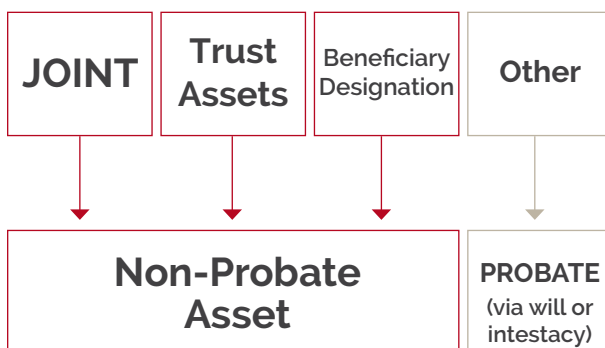 JOINT
Trust
Assets
Beneficiary
Designation
Other
Non-Probate
Asset
PROBATE
(via will or
intestacy)